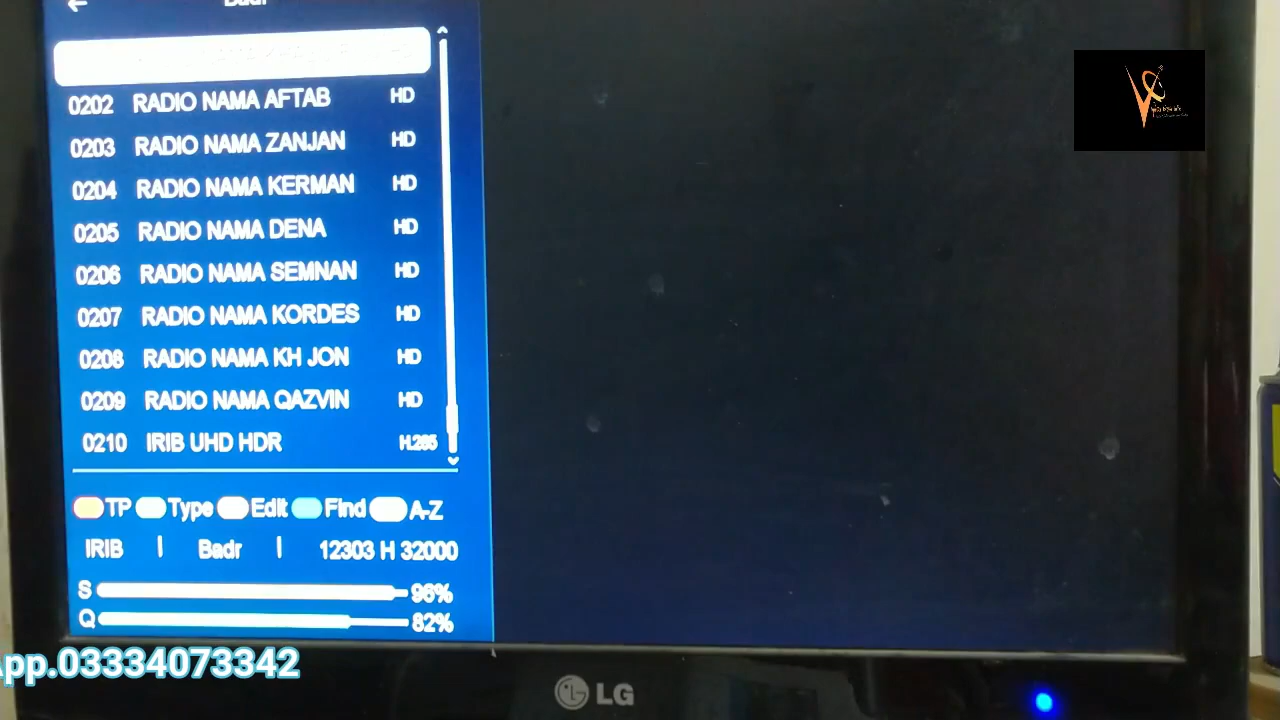 Badr
0202 RADIO NAMA AFTAB HD
0203 RADIO NAMA ZANJAN HD
0204 RADIO NAMA KERMAN HD
0205 RADIO NAMA DENA HD
0206 RADIO NAMA SEMNAN HD
0207 RADIO NAMA KORDES HD
0208 RADIO NAMA KH JON HD
0209 RADIO NAMA QAZVIN HD
0210 IRIB UHD HDR H.265
TP Type Edit Find A-Z
IRIB | Badr | 12303 H 32000
S 96%
Q 82%
App.03334073342
LG